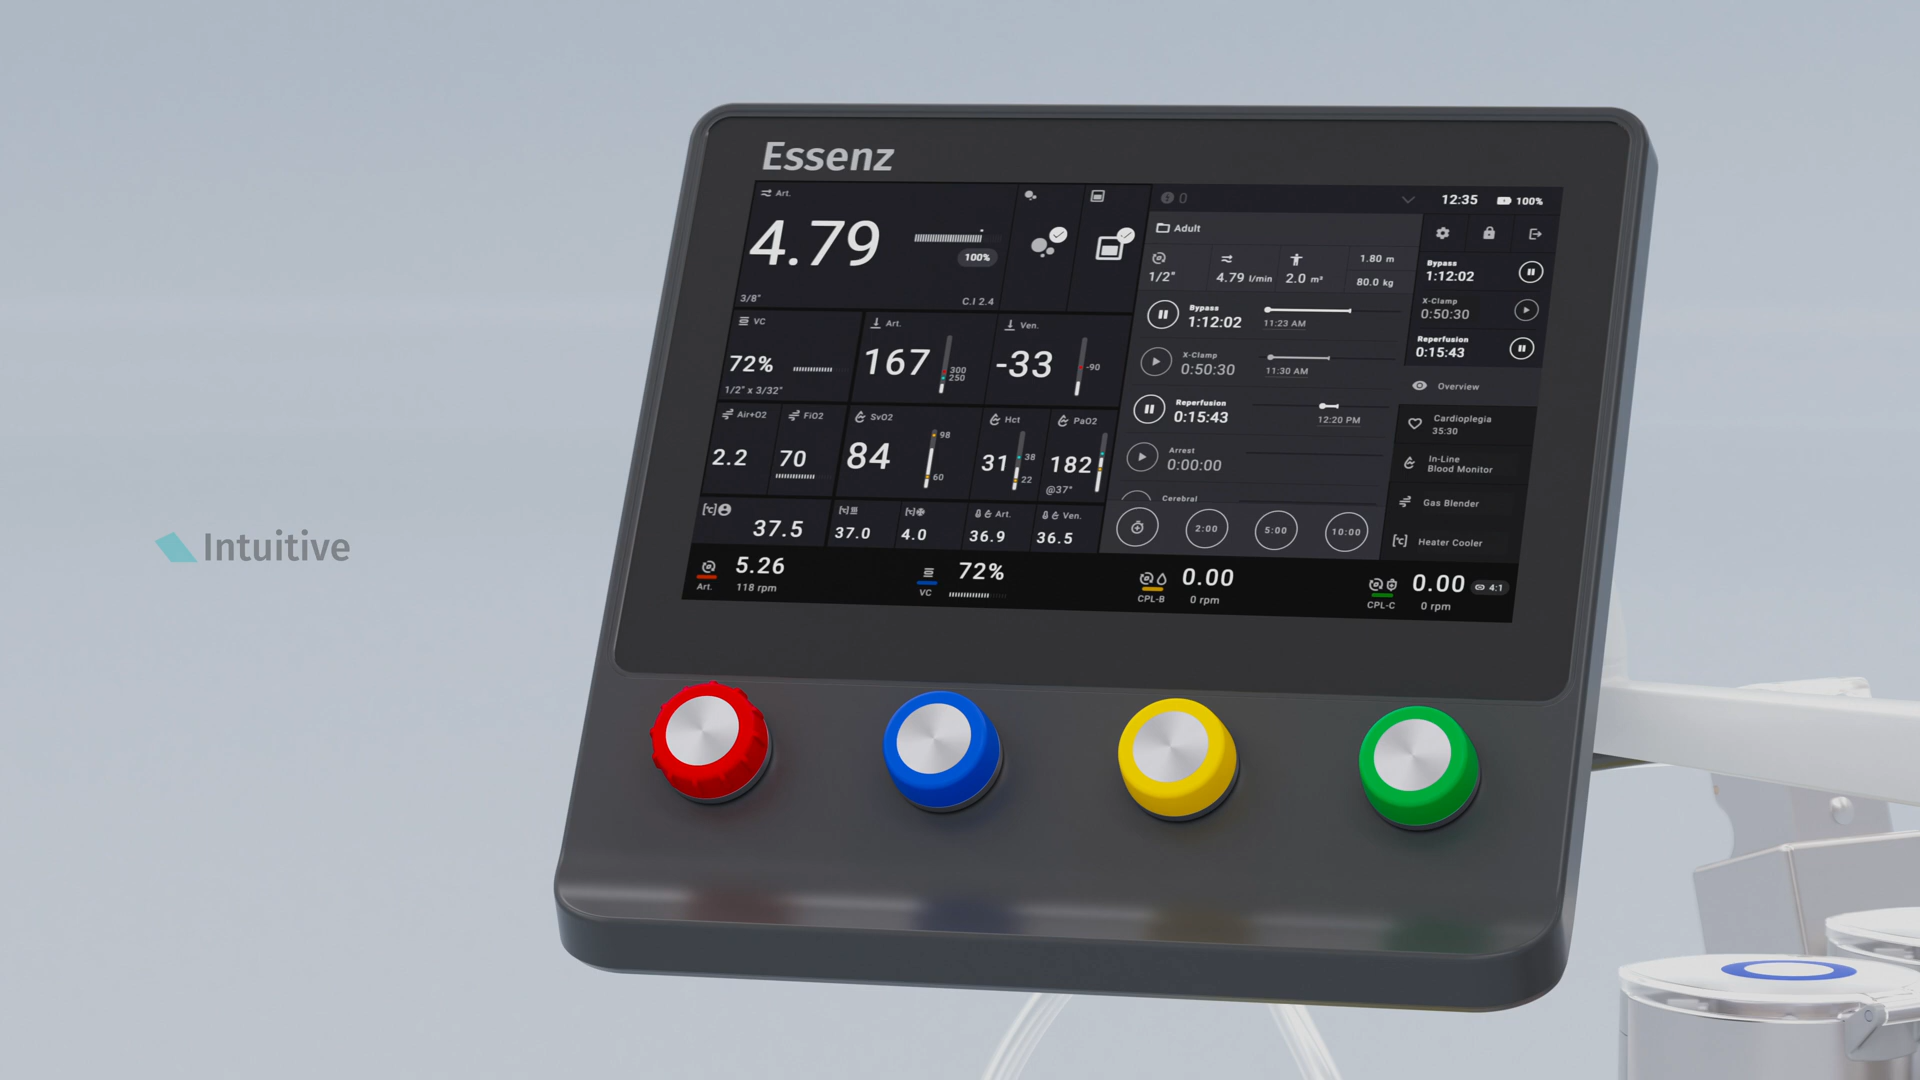 Essenz
Art.
4.79
100%
3/8"
C.I 2.4
VC
72%
1/2" x 3/32"
Art.
167
300
250
Ven.
-33
-90
Air+O2
2.2
FiO2
70
SvO2
84
98
60
Hct
31
38
22
PaO2
182
@37°
[°C]
37.5
[°C]
37.0
[°C]
4.0
Art.
36.9
Ven.
36.5
0
12:35
100%
Adult
1/2"
4.79 l/min
2.0 m²
1.80 m
80.0 kg
Bypass
1:12:02
11:23 AM
X-Clamp
0:50:30
11:30 AM
Reperfusion
0:15:43
12:20 PM
Arrest
0:00:00
Cerebral
2:00
5:00
10:00
Bypass
1:12:02
X-Clamp
0:50:30
Reperfusion
0:15:43
Overview
Cardioplegia
35:30
In-Line
Blood Monitor
Gas Blender
[°C] Heater Cooler
Art.
5.26
118 rpm
VC
72%
CPL-B
0.00
0 rpm
CPL-C
0.00
0 rpm
4:1
Intuitive